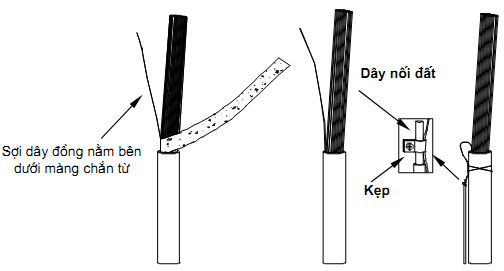 Sợi dây đồng nằm bên
dưới màng chắn từ
Dây nối đất
Kẹp